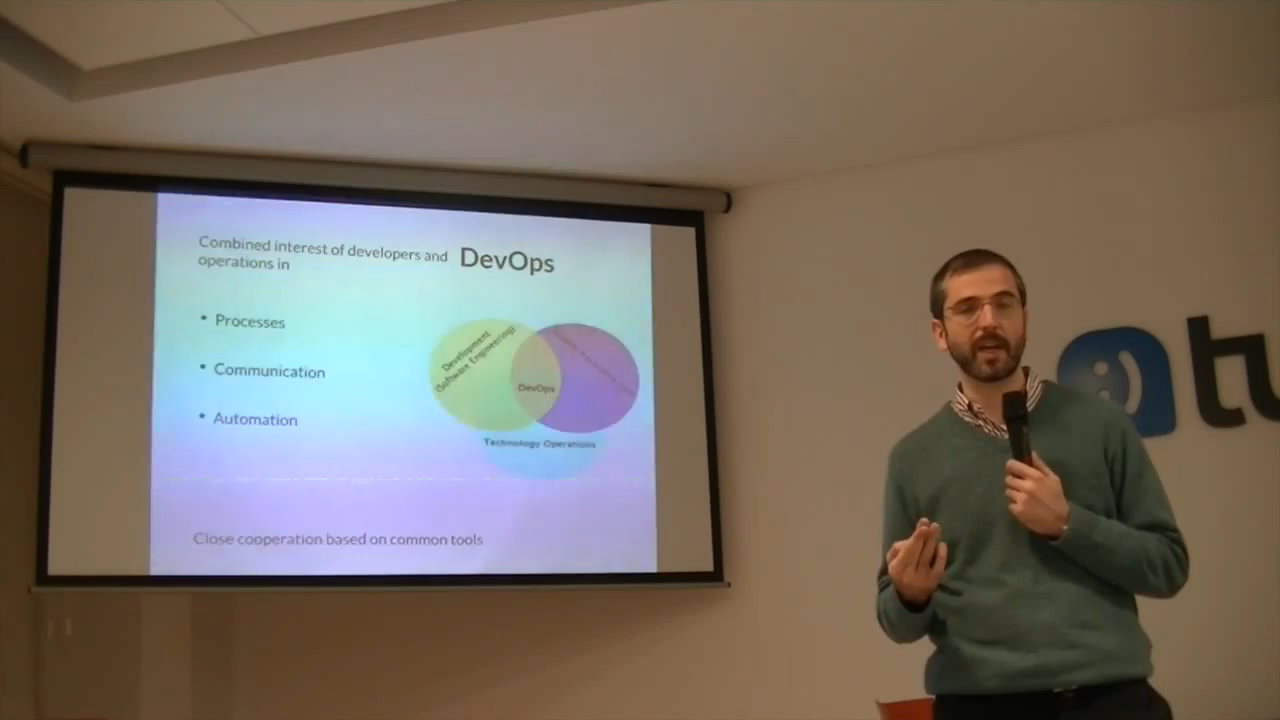 Combined interest of developers and
operations in
DevOps
• Processes
• Communication
• Automation
Development
(Software Engineering)
DevOps
Technology Operations
Close cooperation based on common tools
tu